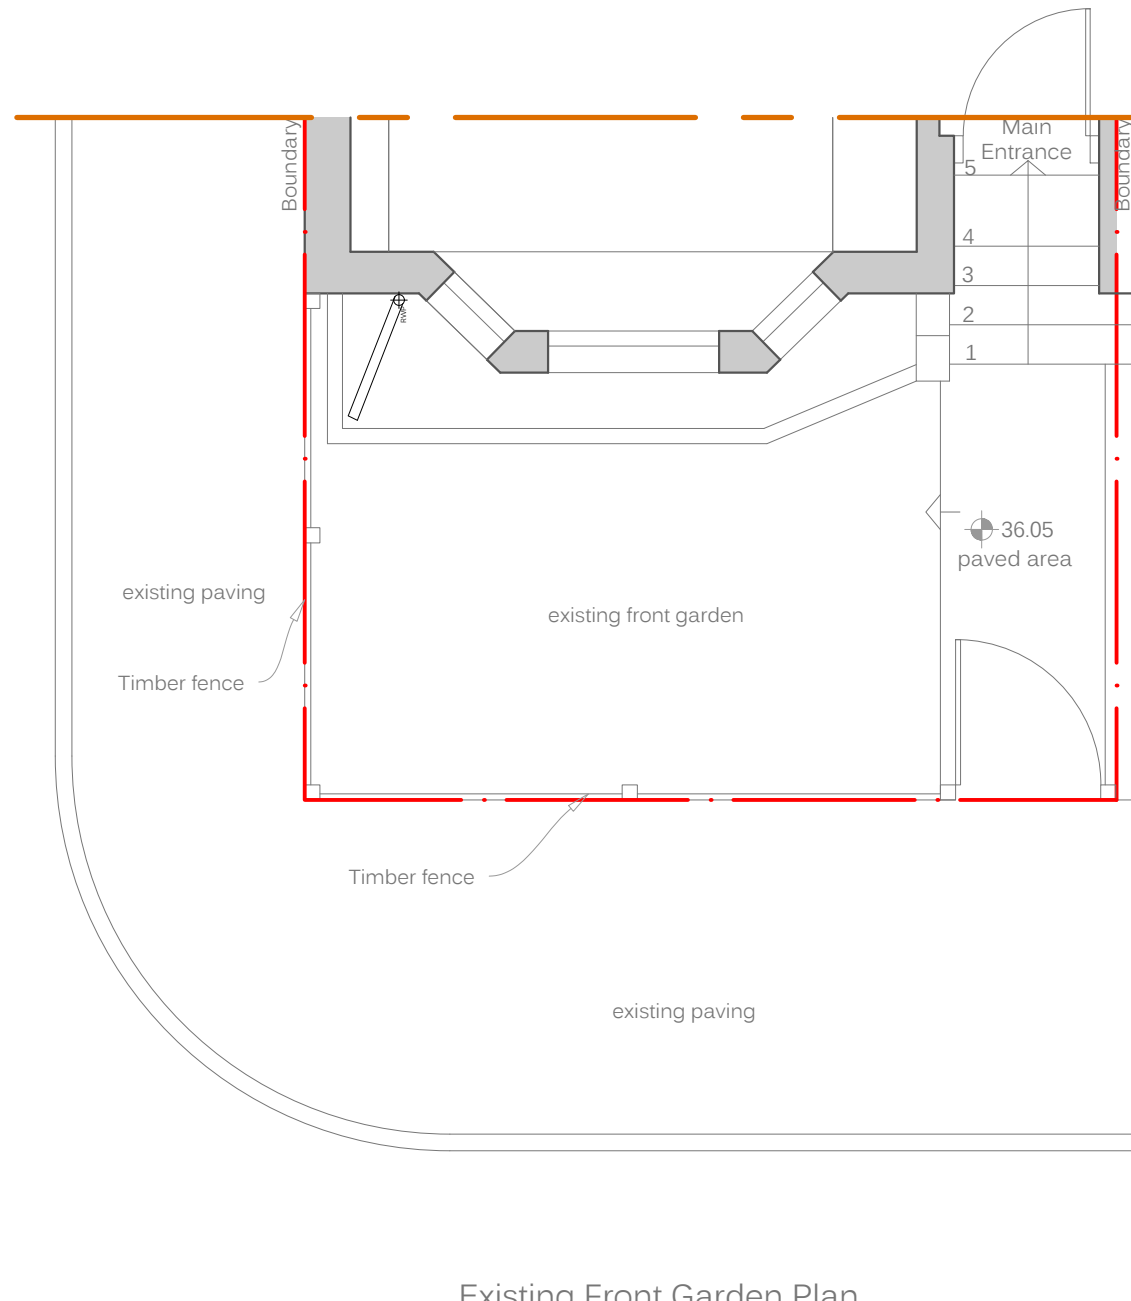 Boundary
Main
Entrance
Boundary
5
4
3
2
1
RWP
36.05
paved area
existing paving
existing front garden
Timber fence
Timber fence
existing paving
Existing Front Garden Plan